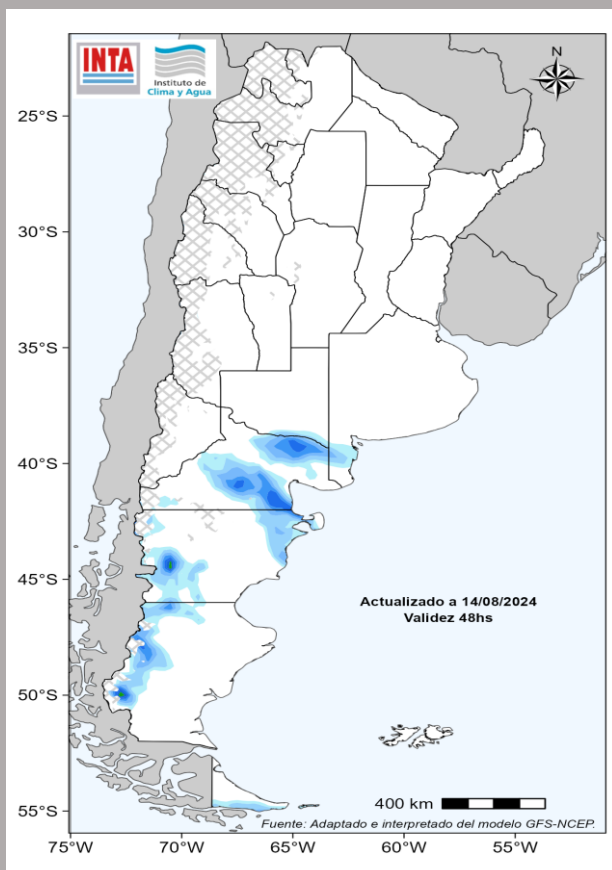 INTA
Instituto de
Clima y Agua
N
25°S
30°S
35°S
40°S
45°S
50°S
55°S
Actualizado a 14/08/2024
Validez 48hs
400 km
Fuente: Adaptado e interpretado del modelo GFS-NCEP.
75°W
70°W
65°W
60°W
55°W